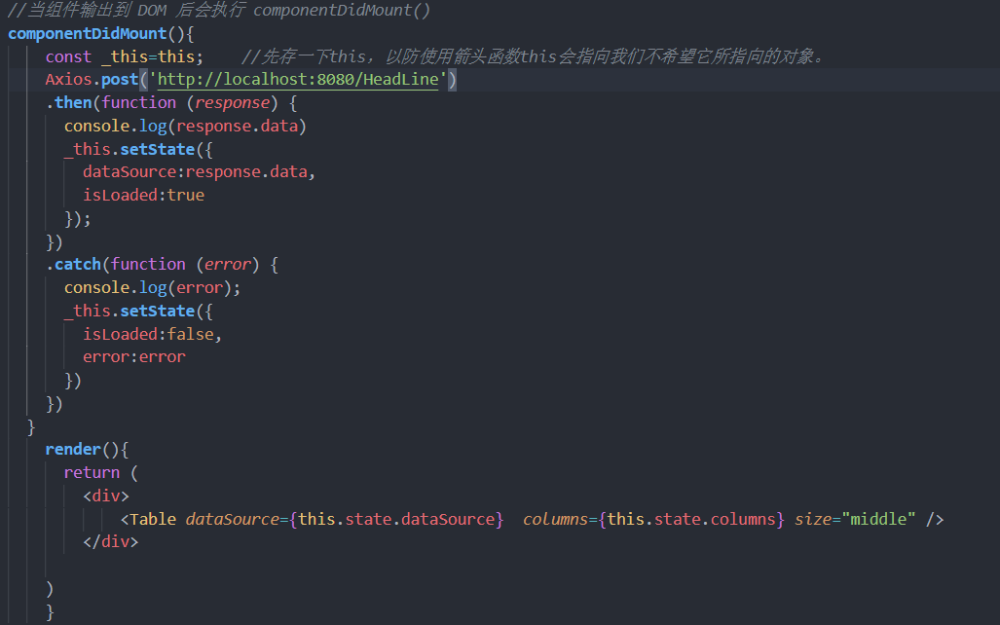 //当组件输出到 DOM 后会执行 componentDidMount()
componentDidMount(){
const _this=this;    //先存一下this，以防使用箭头函数this会指向我们不希望它所指向的对象。
Axios.post('http://localhost:8080/HeadLine')
.then(function (response) {
console.log(response.data)
_this.setState({
dataSource:response.data,
isLoaded:true
});
})
.catch(function (error) {
console.log(error);
_this.setState({
isLoaded:false,
error:error
})
})
}
render(){
return (
<div>
<Table dataSource={this.state.dataSource}  columns={this.state.columns} size="middle" />
</div>
)
}